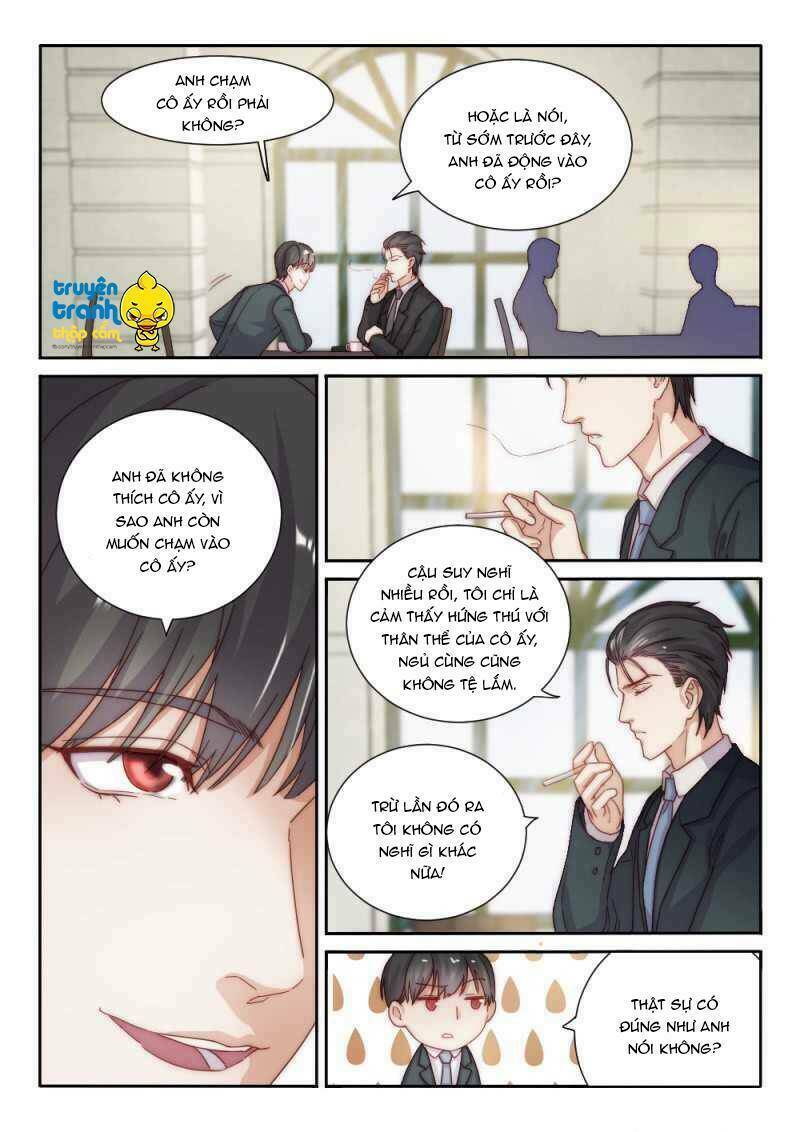 ANH CHẠM
CÔ ẤY RỒI PHẢI
KHÔNG?
HOẶC LÀ NÓI,
TỪ SỚM TRƯỚC ĐÂY,
ANH ĐÃ ĐỘNG VÀO
CÔ ẤY RỒI?
truyện
tranh
thập cẩm
ANH ĐÃ KHÔNG
THÍCH CÔ ẤY, VÌ
SAO ANH CÒN
MUỐN CHẠM VÀO
CÔ ẤY?
CẬU SUY NGHĨ
NHIỀU RỒI, TÔI CHỈ LÀ
CẢM THẤY HỨNG THÚ VỚI
THÂN THỂ CỦA CÔ ẤY,
NGỦ CÙNG CŨNG
KHÔNG TỆ LẮM.
TRỪ LẦN ĐÓ RA
TÔI KHÔNG CÓ
NGHĨ GÌ KHÁC
NỮA!
THẬT SỰ CÓ
ĐÚNG NHƯ ANH
NÓI KHÔNG?